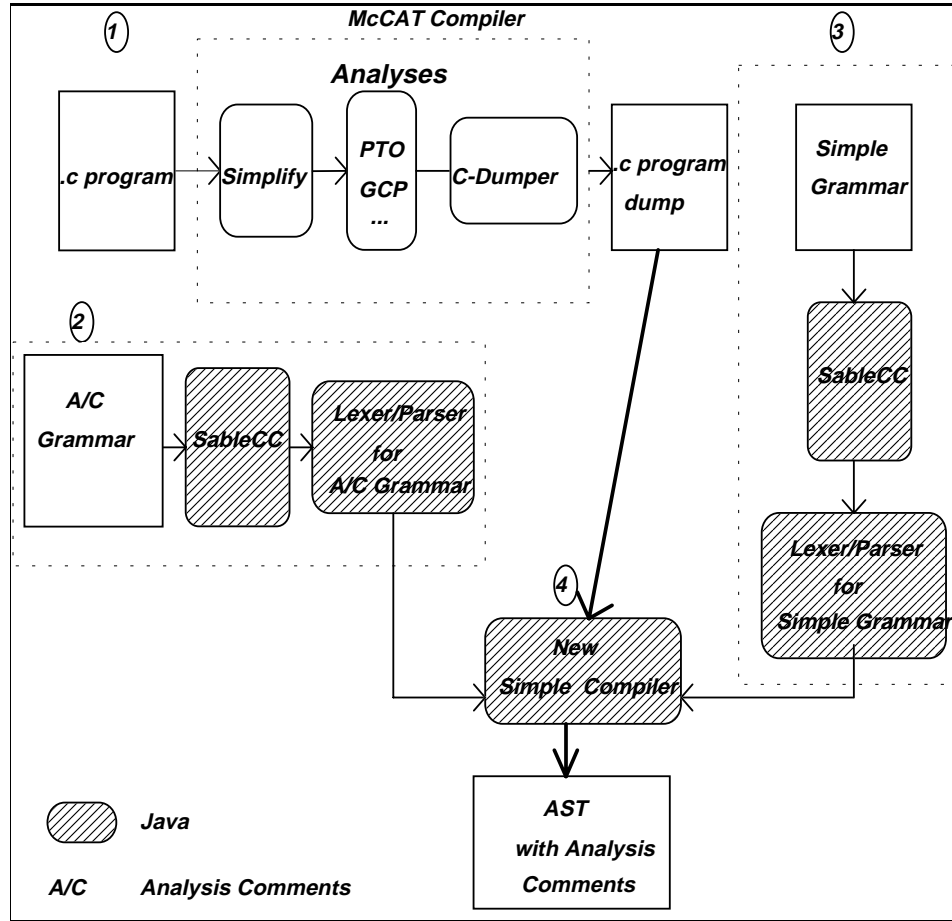 McCAT Compiler
1
3
Analyses
.c program
Simplify
PTO
GCP
...
C-Dumper
.c program
dump
Simple
Grammar
SableCC
Lexer/Parser
for
Simple Grammar
2
A/C
Grammar
SableCC
Lexer/Parser
for
A/C Grammar
4
New
Simple Compiler
AST
with Analysis
Comments
Java
A/C Analysis Comments